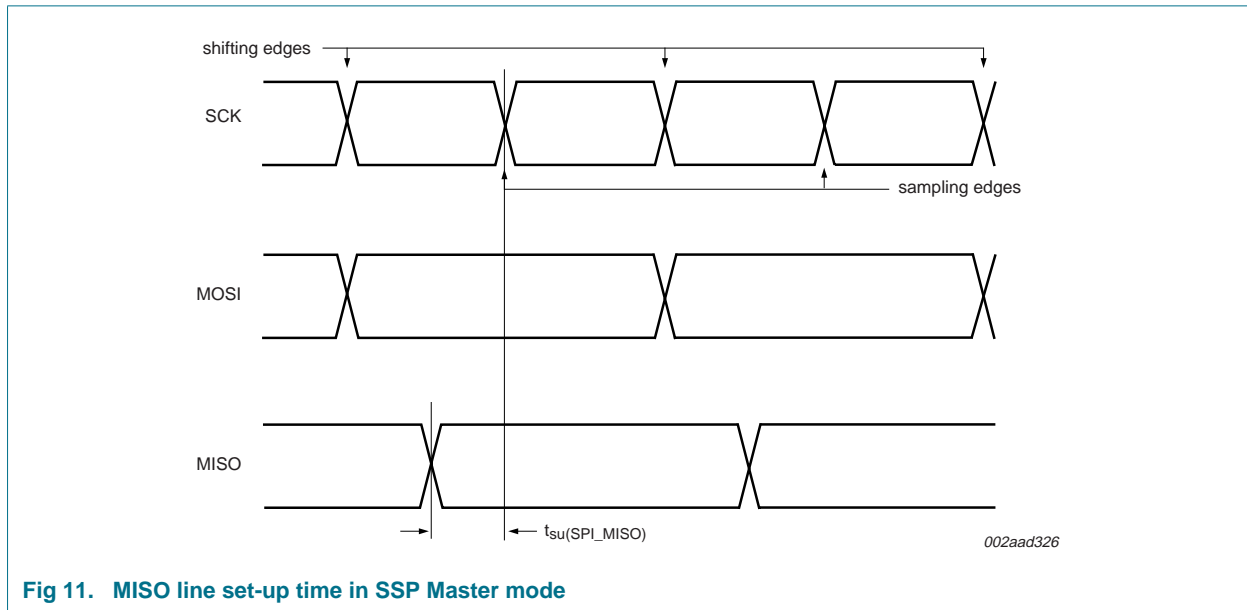 shifting edges
SCK
sampling edges
MOSI
MISO
tsu(SPI_MISO)
002aad326
Fig 11. MISO line set-up time in SSP Master mode